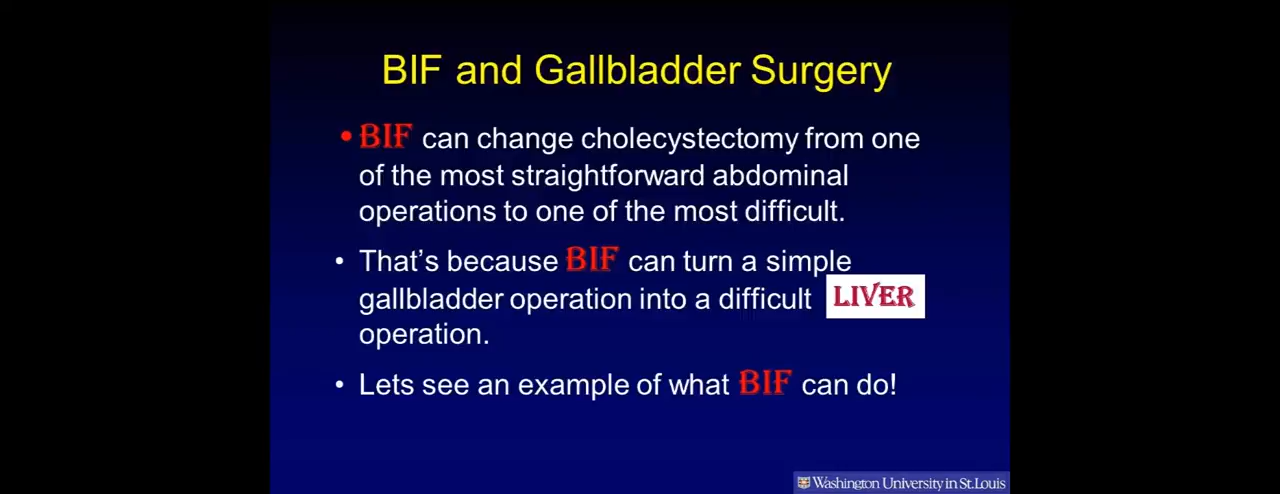 BIF and Gallbladder Surgery
• BIF can change cholecystectomy from one
of the most straightforward abdominal
operations to one of the most difficult.
• That’s because BIF can turn a simple
gallbladder operation into a difficult LIVER
operation.
• Lets see an example of what BIF can do!
Washington University in St. Louis